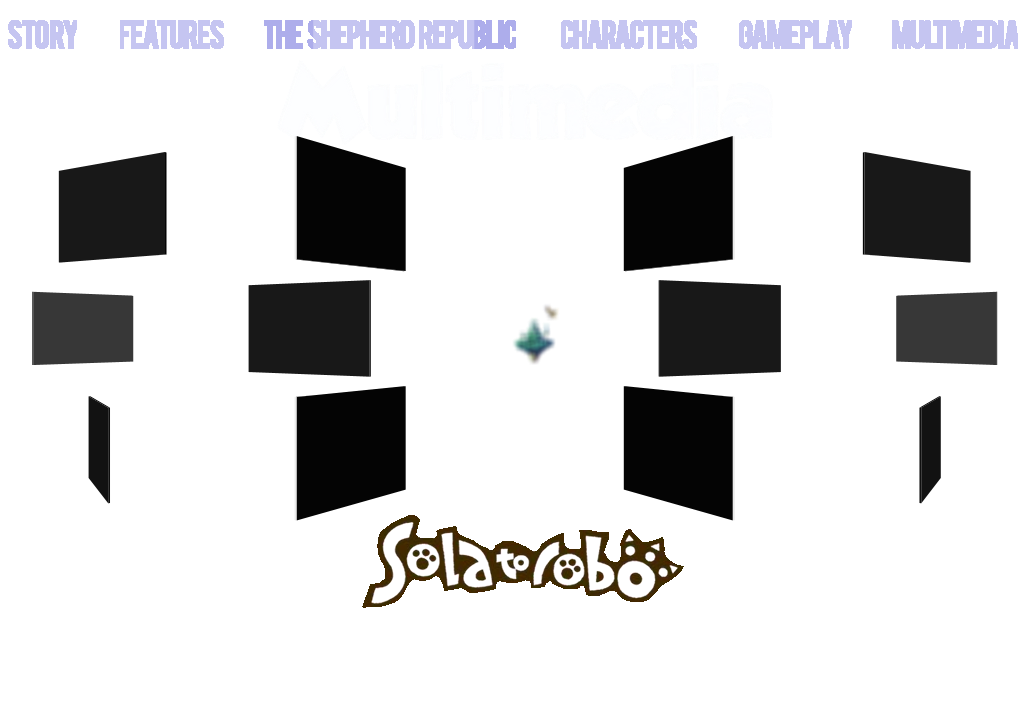 STORY FEATURES THE SHEPHERD REPUBLIC CHARACTERS GAMEPLAY MULTIMEDIA
Multimedia
Solatorobo